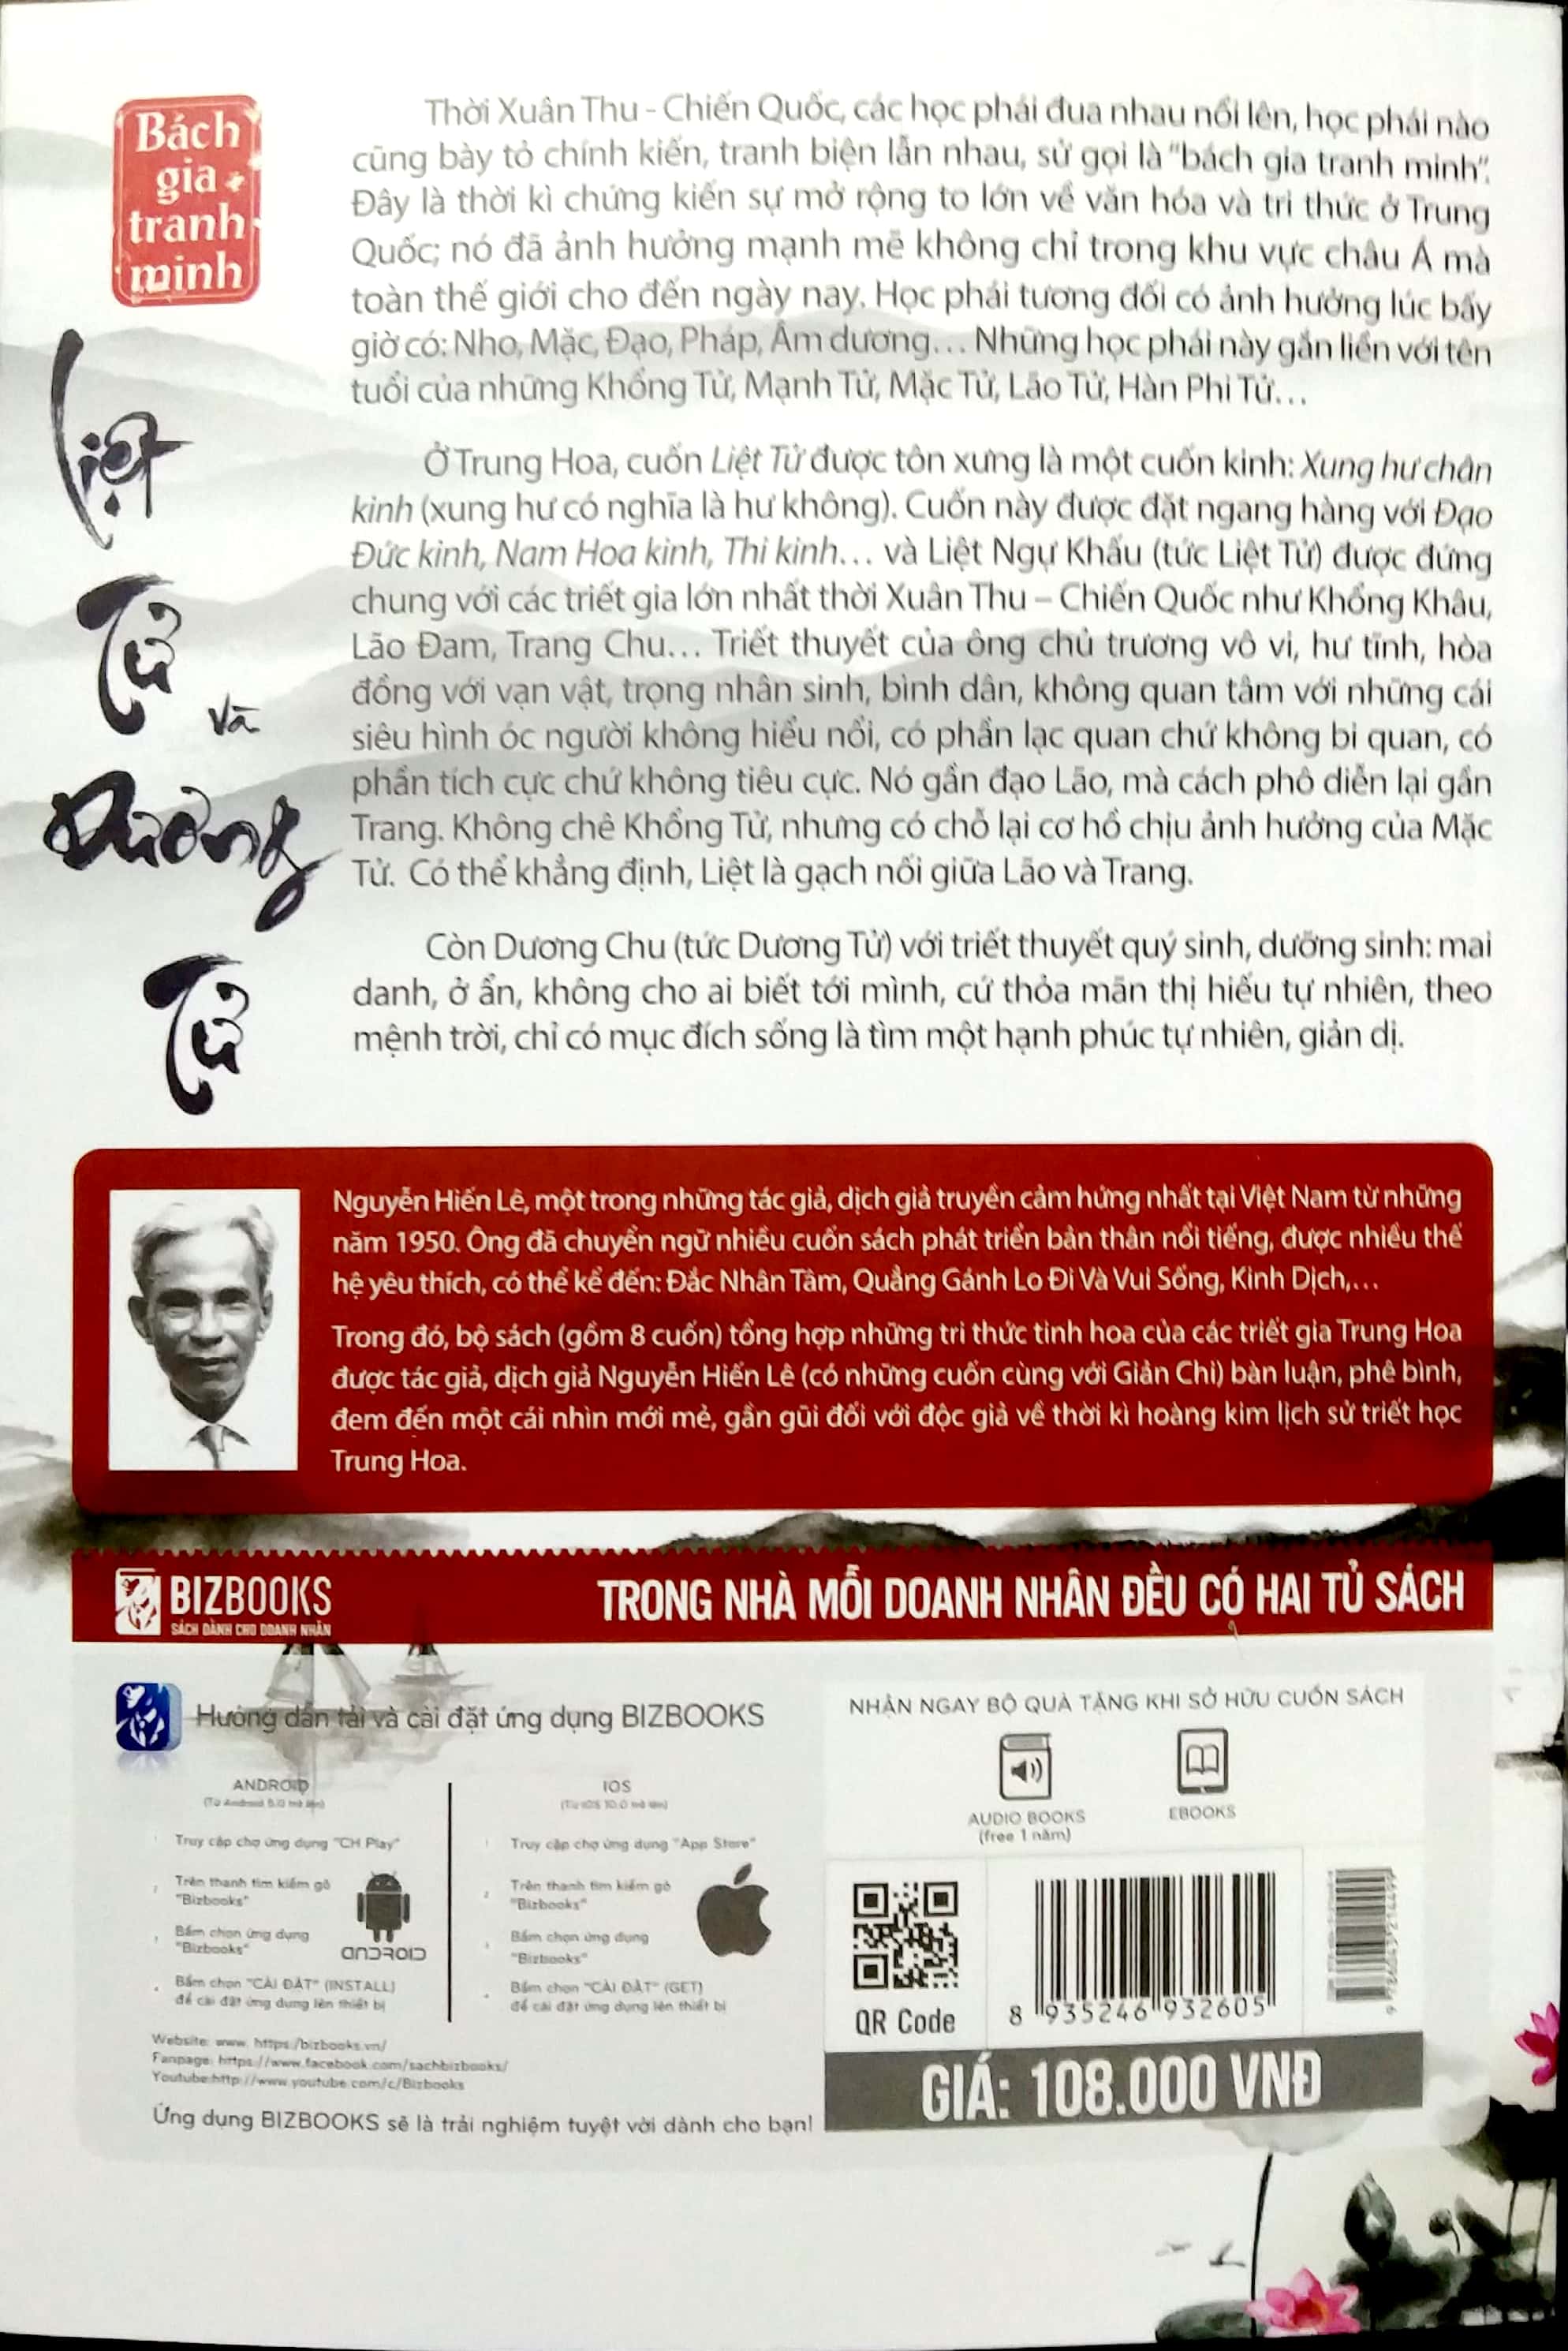 Bách
gia
tranh
minh
Liệt
Tử
và
Dương
Tử
Thời Xuân Thu - Chiến Quốc, các học phái đua nhau nổi lên, học phái nào
cũng bày tỏ chính kiến, tranh biện lẫn nhau, sử gọi là "bách gia tranh minh".
Đây là thời kì chứng kiến sự mở rộng to lớn về văn hóa và tri thức ở Trung
Quốc; nó đã ảnh hưởng mạnh mẽ không chỉ trong khu vực châu Á mà
toàn thế giới cho đến ngày nay. Học phái tương đối có ảnh hưởng lúc bấy
giờ có: Nho, Mặc, Đạo, Pháp, Âm dương... Những học phái này gắn liền với tên
tuổi của những Khổng Tử, Mạnh Tử, Mặc Tử, Lão Tử, Hàn Phi Tử...
Ở Trung Hoa, cuốn Liệt Tử được tôn xưng là một cuốn kinh: Xung hư chân
kinh (xung hư có nghĩa là hư không). Cuốn này được đặt ngang hàng với Đạo
Đức kinh, Nam Hoa kinh, Thi kinh... và Liệt Ngự Khấu (tức Liệt Tử) được đứng
chung với các triết gia lớn nhất thời Xuân Thu – Chiến Quốc như Khổng Khâu,
Lão Đam, Trang Chu... Triết thuyết của ông chủ trương vô vi, hư tĩnh, hòa
đồng với vạn vật, trọng nhân sinh, bình dân, không quan tâm với những cái
siêu hình óc người không hiểu nổi, có phần lạc quan chứ không bi quan, có
phần tích cực chứ không tiêu cực. Nó gần đạo Lão, mà cách phô diễn lại gần
Trang. Không chê Khổng Tử, nhưng có chỗ lại cơ hồ chịu ảnh hưởng của Mặc
Tử. Có thể khẳng định, Liệt là gạch nối giữa Lão và Trang.
Còn Dương Chu (tức Dương Tử) với triết thuyết quý sinh, dưỡng sinh: mai
danh, ở ẩn, không cho ai biết tới mình, cứ thỏa mãn thị hiếu tự nhiên, theo
mệnh trời, chỉ có mục đích sống là tìm một hạnh phúc tự nhiên, giản dị.
Nguyễn Hiến Lê, một trong những tác giả, dịch giả truyền cảm hứng nhất tại Việt Nam từ những
năm 1950. Ông đã chuyển ngữ nhiều cuốn sách phát triển bản thân nổi tiếng, được nhiều thế
hệ yêu thích, có thể kể đến: Đắc Nhân Tâm, Quẳng Gánh Lo Đi Và Vui Sống, Kinh Dịch,...
Trong đó, bộ sách (gồm 8 cuốn) tổng hợp những tri thức tinh hoa của các triết gia Trung Hoa
được tác giả, dịch giả Nguyễn Hiến Lê (có những cuốn cùng với Giản Chi) bàn luận, phê bình,
đem đến một cái nhìn mới mẻ, gần gũi đối với độc giả về thời kì hoàng kim lịch sử triết học
Trung Hoa.
BIZBOOKS
SÁCH DÀNH CHO DOANH NHÂN
TRONG NHÀ MỖI DOANH NHÂN ĐỀU CÓ HAI TỦ SÁCH
Hướng dẫn tải và cài đặt ứng dụng BIZBOOKS
ANDROID
(Từ Android 5.0 trở lên)
Truy cập chợ ứng dụng "CH Play"
Trên thanh tìm kiếm gõ
"Bizbooks"
Bấm chọn ứng dụng
"Bizbooks"
Bấm chọn "CÀI ĐẶT" (INSTALL)
để cài đặt ứng dụng lên thiết bị
ANDROID
IOS
(Từ iOS 10.0 trở lên)
Truy cập chợ ứng dụng "App Store"
Trên thanh tìm kiếm gõ
"Bizbooks"
Bấm chọn ứng dụng
"Bizbooks"
Bấm chọn "CÀI ĐẶT" (GET)
để cài đặt ứng dụng lên thiết bị
Website: www. https:/bizbooks.vn/
Fanpage: https://www.facebook.com/sachbizbooks/
Youtube:http://www.youtube.com/c/Bizbooks
Ứng dụng BIZBOOKS sẽ là trải nghiệm tuyệt vời dành cho bạn!
NHẬN NGAY BỘ QUÀ TẶNG KHI SỞ HỮU CUỐN SÁCH
AUDIO BOOKS
(free 1 năm)
EBOOKS
QR Code
8 935246 932605
GIÁ: 108.000 VNĐ